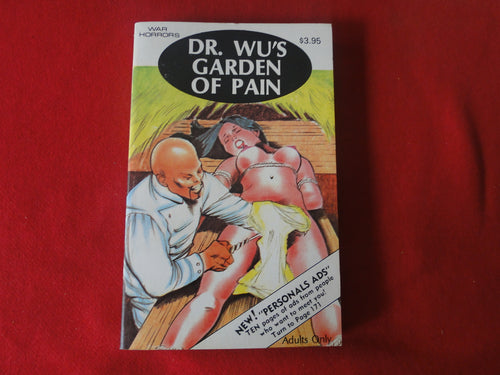 WAR
HORRORS
$3.95
DR. WU'S
GARDEN
OF PAIN
NEW! "PERSONALS ADS"
TEN pages of ads from people
who want to meet you!
Turn to Page 171
Adults Only